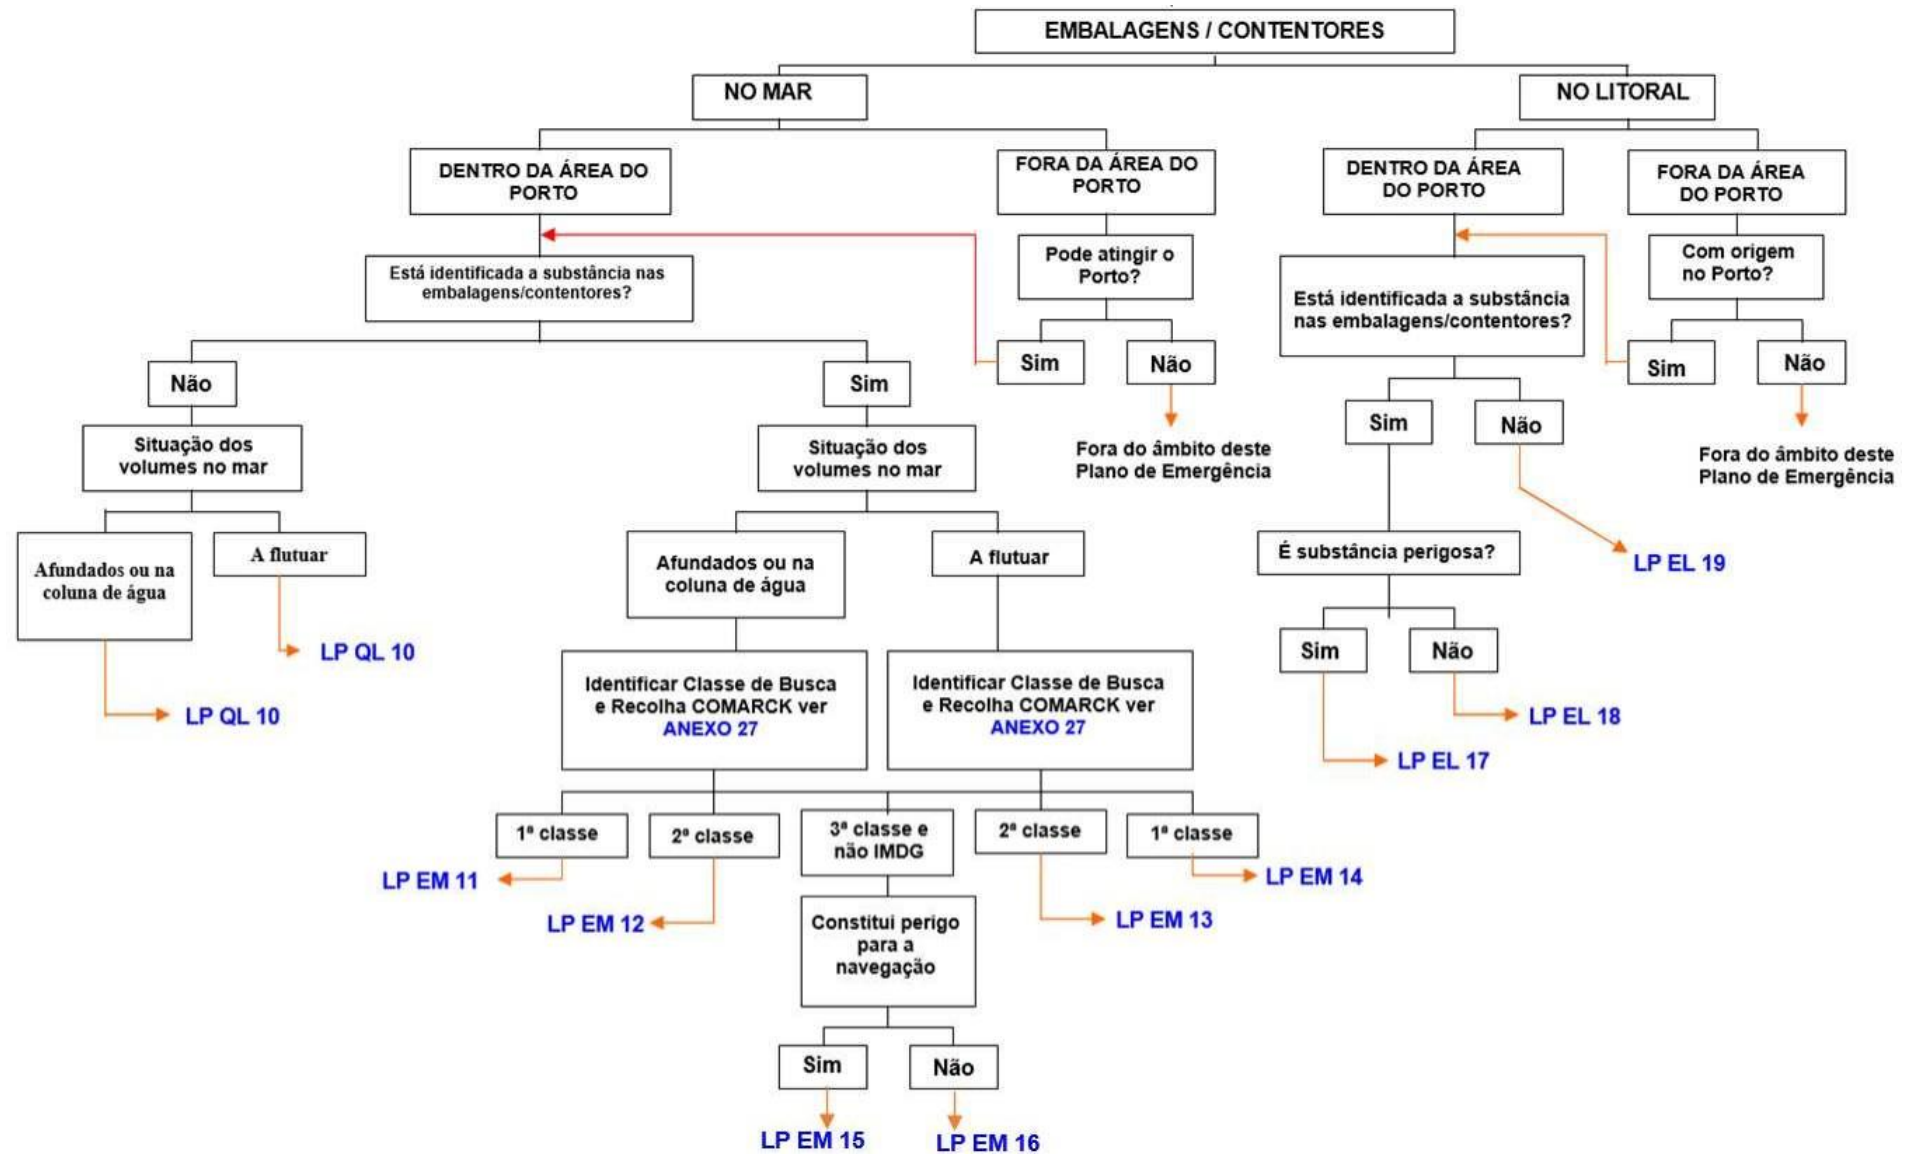 EMBALAGENS / CONTENTORES
NO MAR
NO LITORAL
DENTRO DA ÁREA DO
PORTO
FORA DA ÁREA DO
PORTO
DENTRO DA ÁREA
DO PORTO
FORA DA ÁREA
DO PORTO
Está identificada a substância nas
embalagens/contentores?
Pode atingir o
Porto?
Está identificada a substância
nas embalagens/contentores?
Com origem
no Porto?
Não
Sim
Sim
Não
Sim
Não
Sim
Não
Situação dos
volumes no mar
Situação dos
volumes no mar
Fora do âmbito deste
Plano de Emergência
Fora do âmbito deste
Plano de Emergência
Afundados ou na
coluna de água
A flutuar
Afundados ou na
coluna de água
A flutuar
É substância perigosa?
LP EL 19
LP QL 10
LP QL 10
Identificar Classe de Busca
e Recolha COMARCK ver
ANEXO 27
Identificar Classe de Busca
e Recolha COMARCK ver
ANEXO 27
Sim
Não
LP EL 18
LP EL 17
1ª classe
2ª classe
3ª classe e
não IMDG
2ª classe
1ª classe
LP EM 11
LP EM 12
LP EM 13
LP EM 14
Constitui perigo
para a
navegação
Sim
Não
LP EM 15
LP EM 16